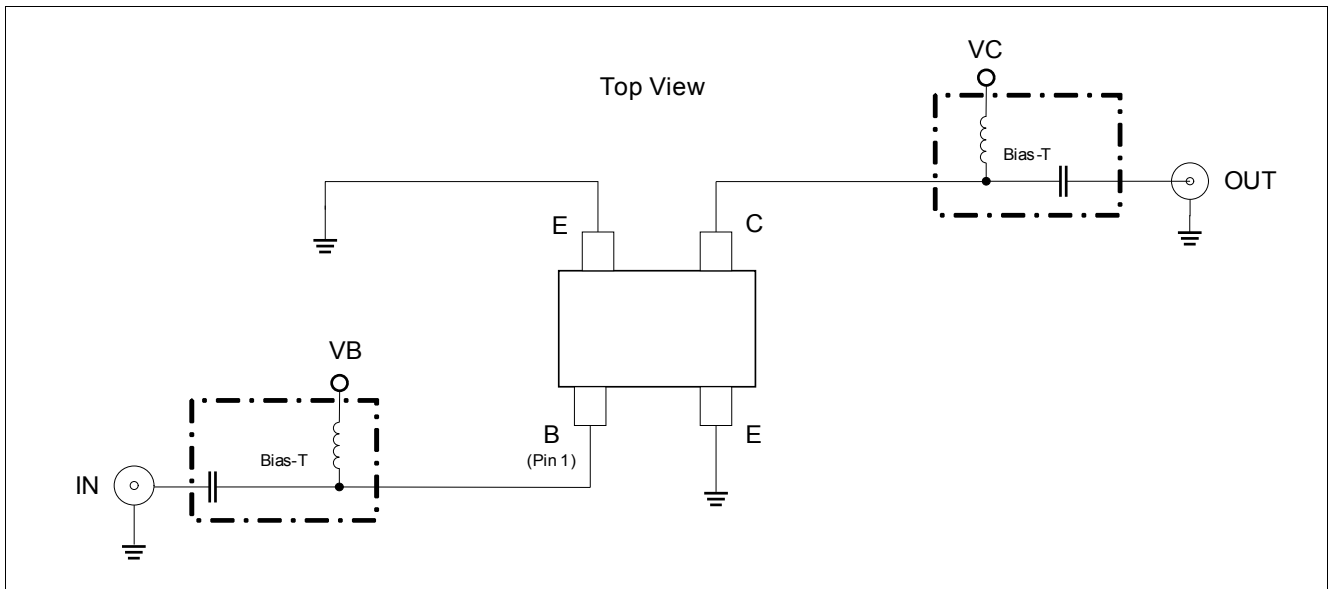 VC
Top View
Bias-T
OUT
E
C
VB
B
E
(Pin 1)
Bias-T
IN